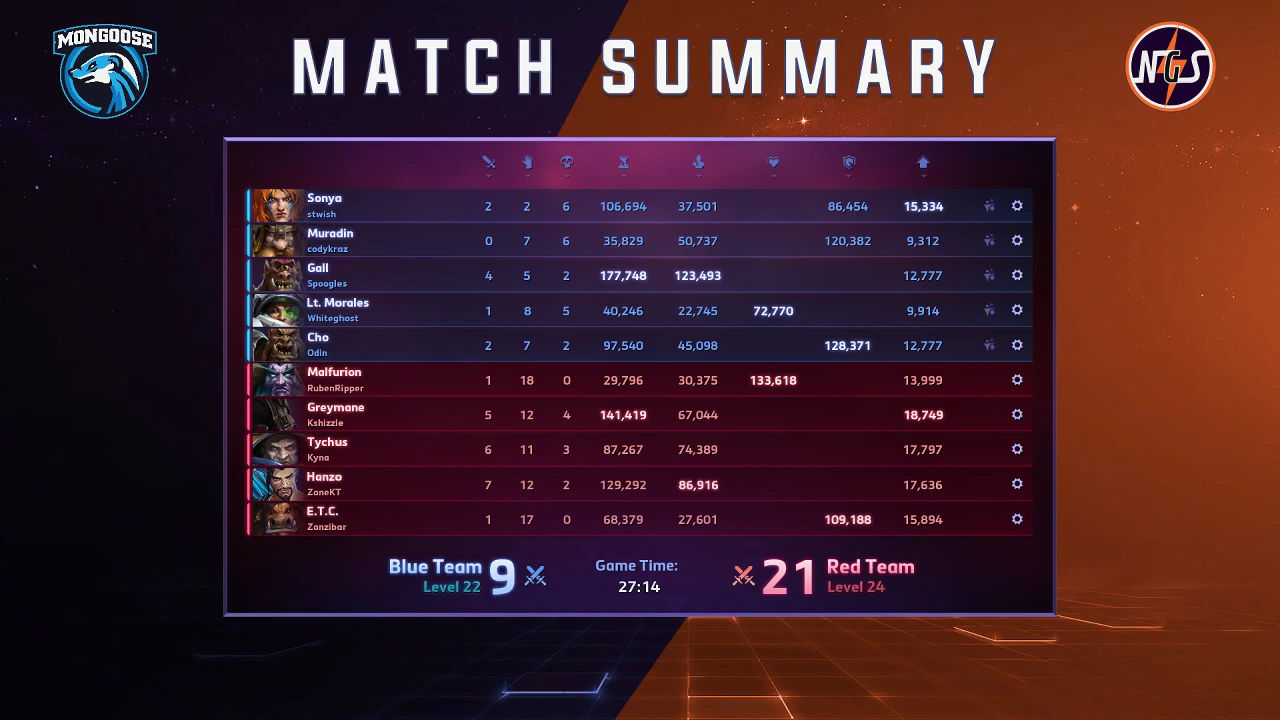 MONGOOSE
MATCH SUMMARY
NGS
Sonya
stwish
2 2 6 106,694 37,501 86,454 15,334
Muradin
codykraz
0 7 6 35,829 50,737 120,382 9,312
Gall
Spoogles
4 5 2 177,748 123,493 12,777
Lt. Morales
Whiteghost
1 8 5 40,246 22,745 72,770 9,914
Cho
Odin
2 7 2 97,540 45,098 128,371 12,777
Malfurion
RubenRipper
1 18 0 29,796 30,375 133,618 13,999
Greymane
Kshizzle
5 12 4 141,419 67,044 18,749
Tychus
Kyna
6 11 3 87,267 74,389 17,797
Hanzo
ZaneKT
7 12 2 129,292 86,916 17,636
E.T.C.
Zanzibar
1 17 0 68,379 27,601 109,188 15,894
Blue Team 9
Level 22
Game Time:
27:14
21 Red Team
Level 24